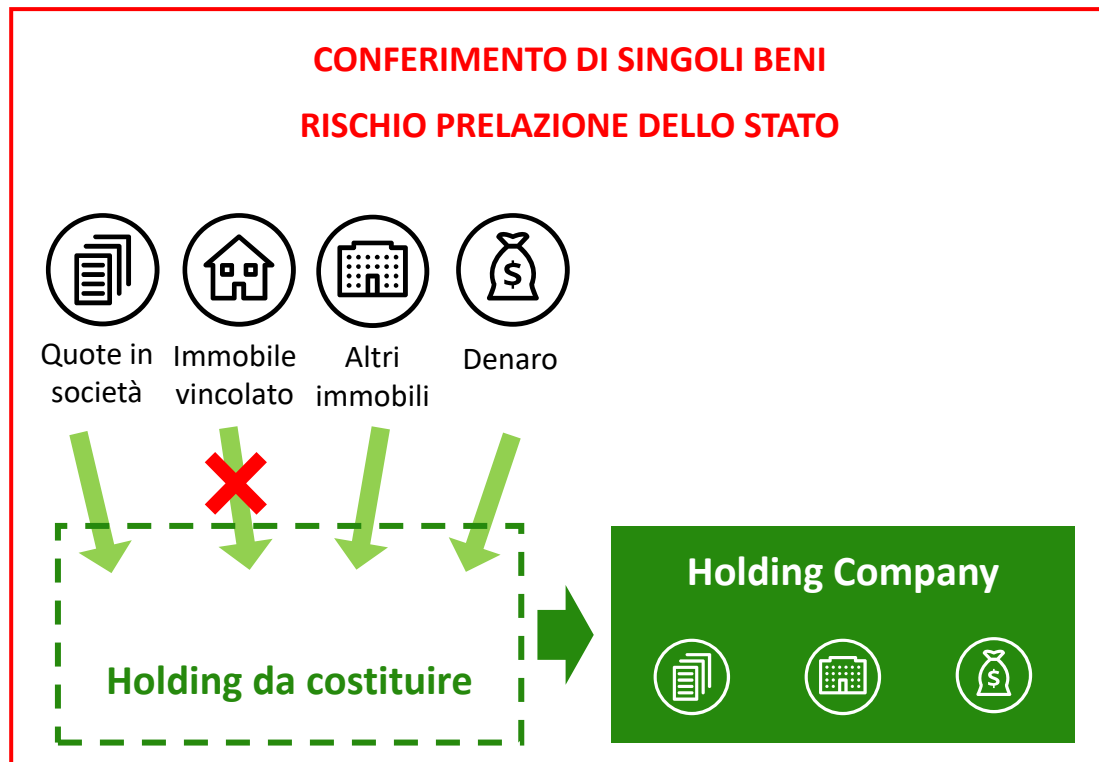 CONFERIMENTO DI SINGOLI BENI
RISCHIO PRELAZIONE DELLO STATO
Quote in
società
Immobile
vincolato
Altri
immobili
Denaro
Holding da costituire
Holding Company